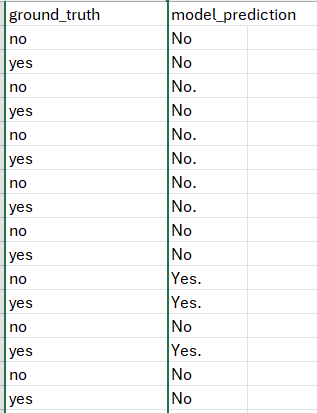 ground_truth model_prediction
no No
yes No
no No.
yes No
no No.
yes No.
no No.
yes No.
no No
yes No
no Yes.
yes Yes.
no No
yes Yes.
no No
yes No